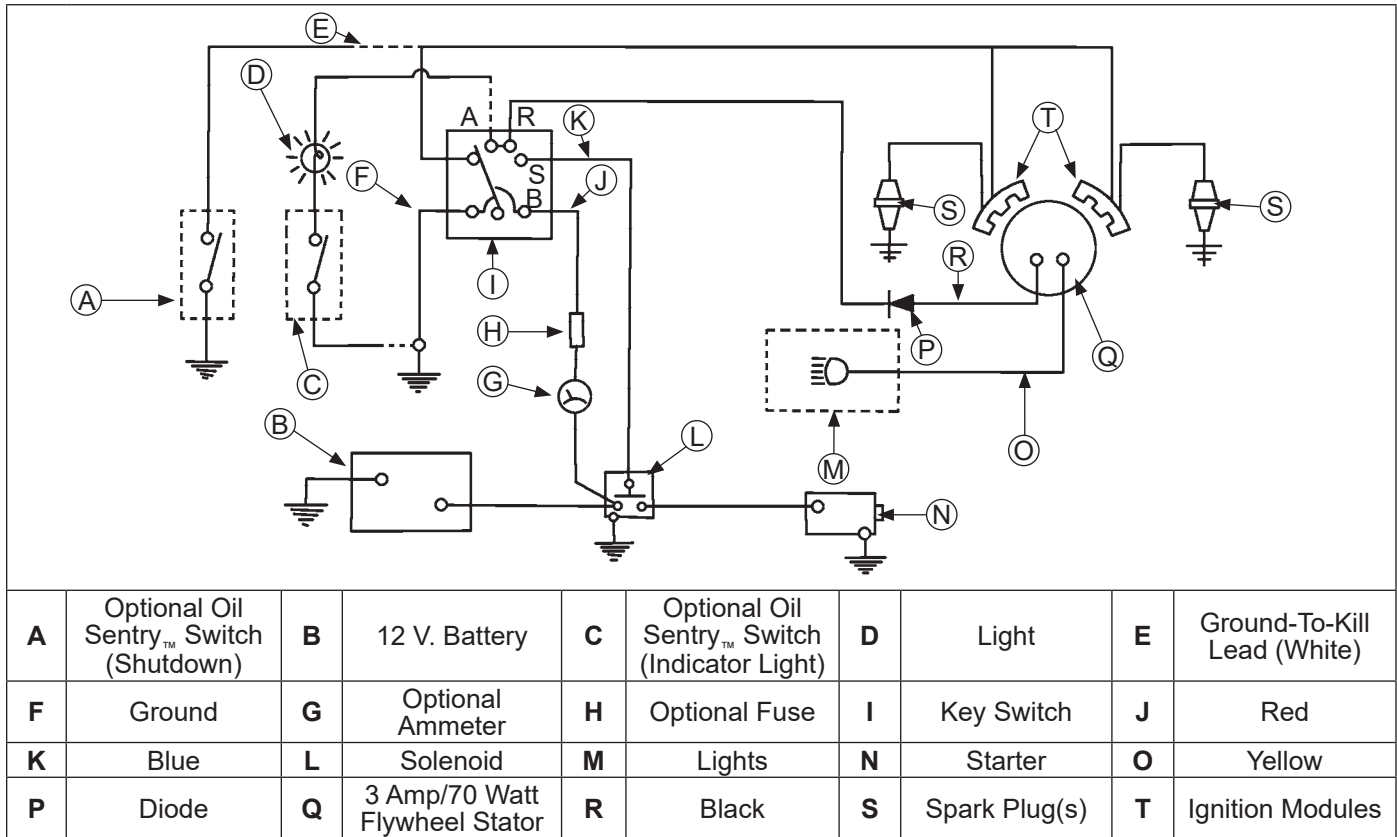 E
D
A R
K
T
S
F
J
B
S
S
I
R
A
H
P
Q
C
G
B
L
O
M
N
A Optional Oil Sentry™ Switch (Shutdown) B 12 V. Battery C Optional Oil Sentry™ Switch (Indicator Light) D Light E Ground-To-Kill Lead (White)
F Ground G Optional Ammeter H Optional Fuse I Key Switch J Red
K Blue L Solenoid M Lights N Starter O Yellow
P Diode Q 3 Amp/70 Watt Flywheel Stator R Black S Spark Plug(s) T Ignition Modules